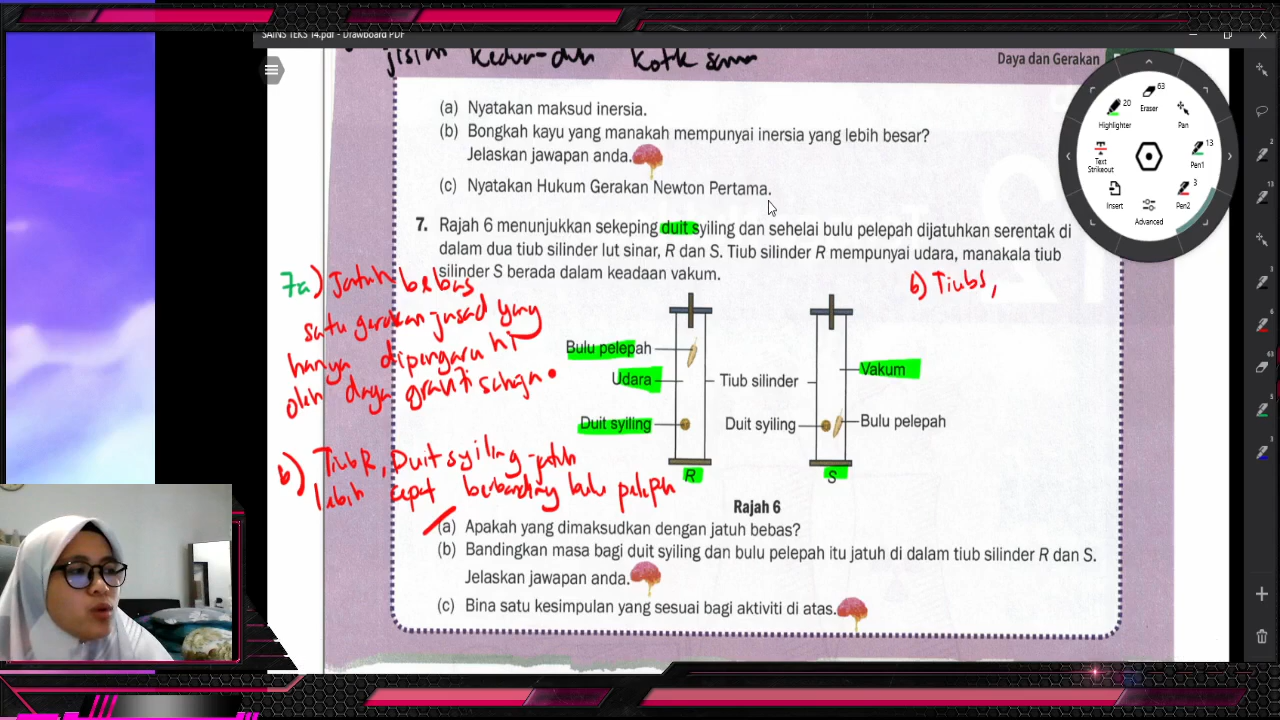 SAINS TEKS 14.pdf - Drawboard PDF
jisim kedua-dua kotk sama
Daya dan Gerakan
(a) Nyatakan maksud inersia.
(b) Bongkah kayu yang manakah mempunyai inersia yang lebih besar?
Jelaskan jawapan anda.
(c) Nyatakan Hukum Gerakan Newton Pertama.
7. Rajah 6 menunjukkan sekeping duit syiling dan sehelai bulu pelepah dijatuhkan serentak di
dalam dua tiub silinder lut sinar, R dan S. Tiub silinder R mempunyai udara, manakala tiub
silinder S berada dalam keadaan vakum.
7a) Jatuh bebas
satu gerakan jasad yang
hanya dipengaruhi
oleh daya graviti sahaja.
b) Tiub R, Duit syiling jatuh
lebih cepat berbanding bulu pelepah
b) Tiub S,
Bulu pelepah
Udara
Duit syiling
Tiub silinder
Vakum
Duit syiling
Bulu pelepah
R
S
Rajah 6
(a) Apakah yang dimaksudkan dengan jatuh bebas?
(b) Bandingkan masa bagi duit syiling dan bulu pelepah itu jatuh di dalam tiub silinder R dan S.
Jelaskan jawapan anda.
(c) Bina satu kesimpulan yang sesuai bagi aktiviti di atas.
20
Highlighter
63
Eraser
Pan
13
Pen1
3
Pen2
Advanced
Insert
Text
Strikeout